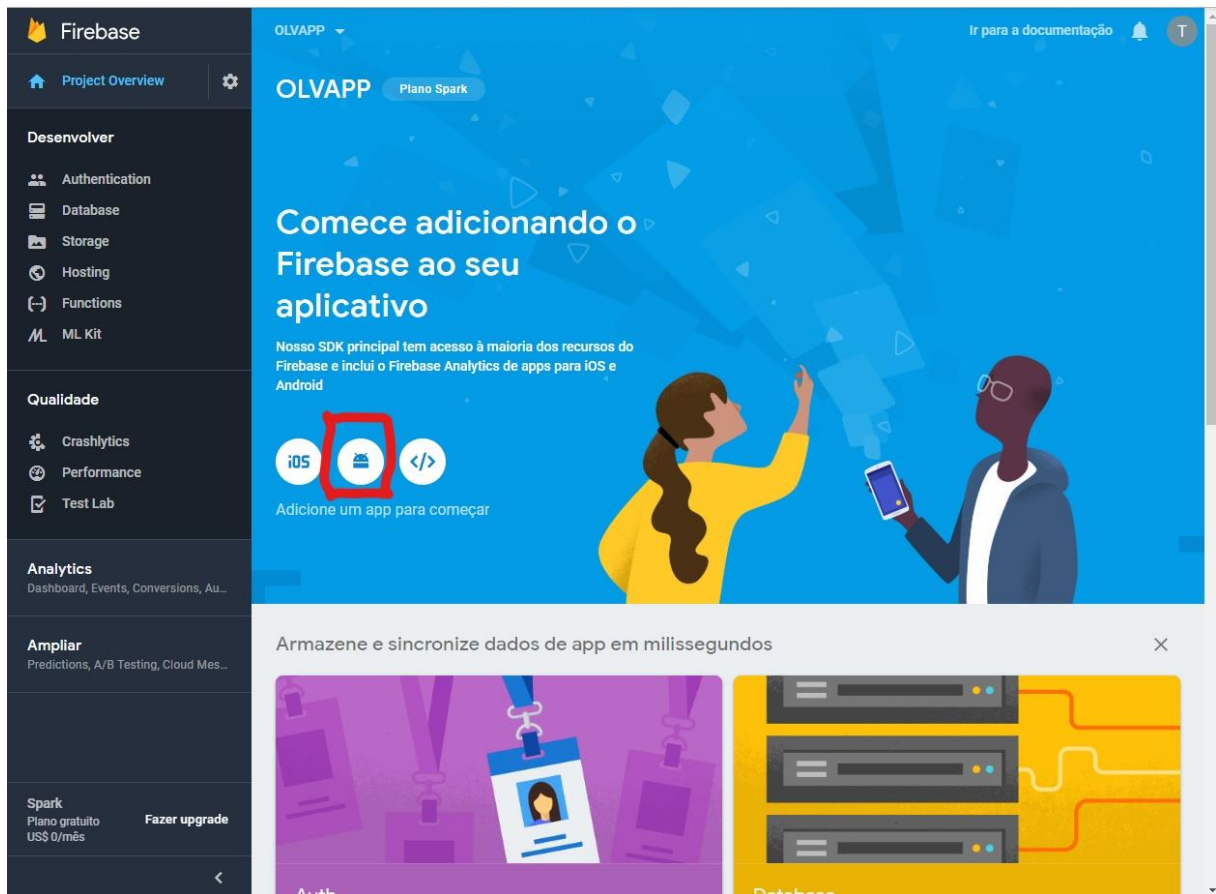 Firebase
Project Overview
Desenvolver
Authentication
Database
Storage
Hosting
Functions
ML Kit
Qualidade
Crashlytics
Performance
Test Lab
Analytics
Dashboard, Events, Conversions, Au...
Ampliar
Predictions, A/B Testing, Cloud Mes...
Spark
Plano gratuito
US$ 0/mês
Fazer upgrade
OLVAPP
Ir para a documentação
T
OLVAPP
Plano Spark
Comece adicionando o
Firebase ao seu
aplicativo
Nosso SDK principal tem acesso à maioria dos recursos do
Firebase e inclui o Firebase Analytics de apps para iOS e
Android
iOS
</>
Adicione um app para começar
Armazene e sincronize dados de app em milissegundos
Auth
Database